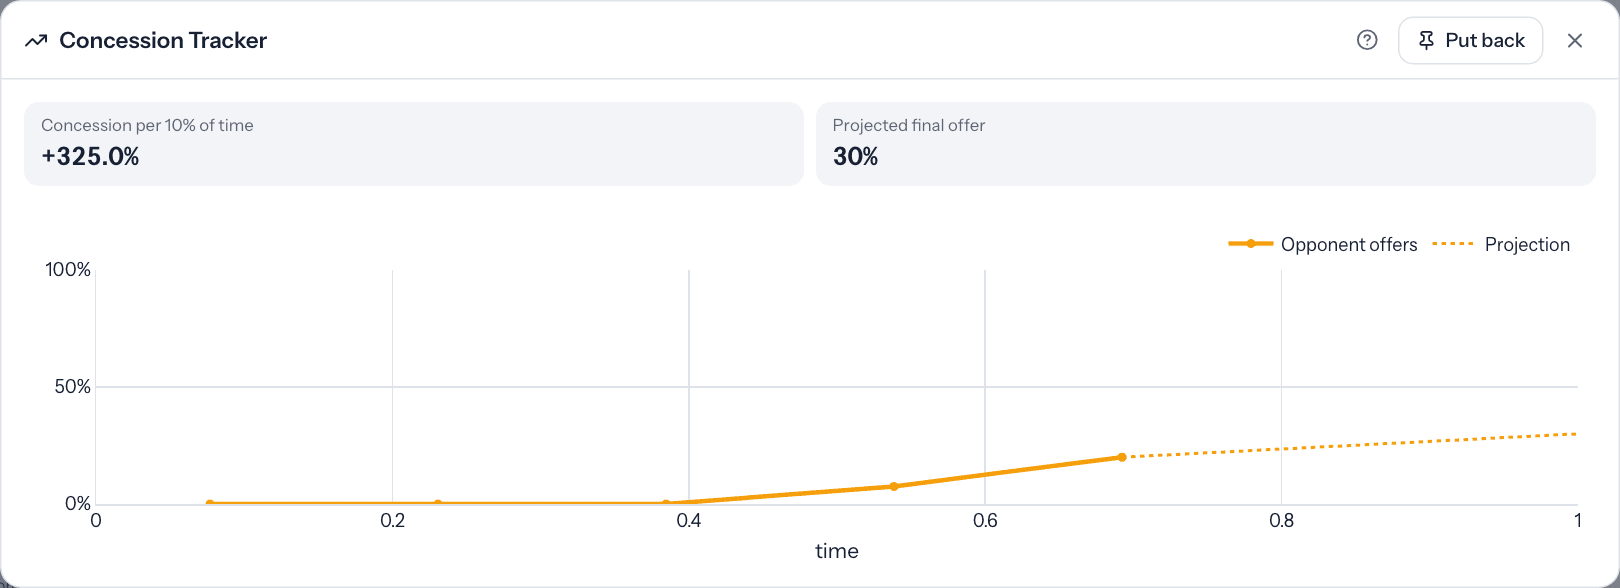 Concession Tracker
Put back
Concession per 10% of time
+325.0%
Projected final offer
30%
Opponent offers
Projection
100%
50%
0%
0 0.2 0.4 0.6 0.8 1
time